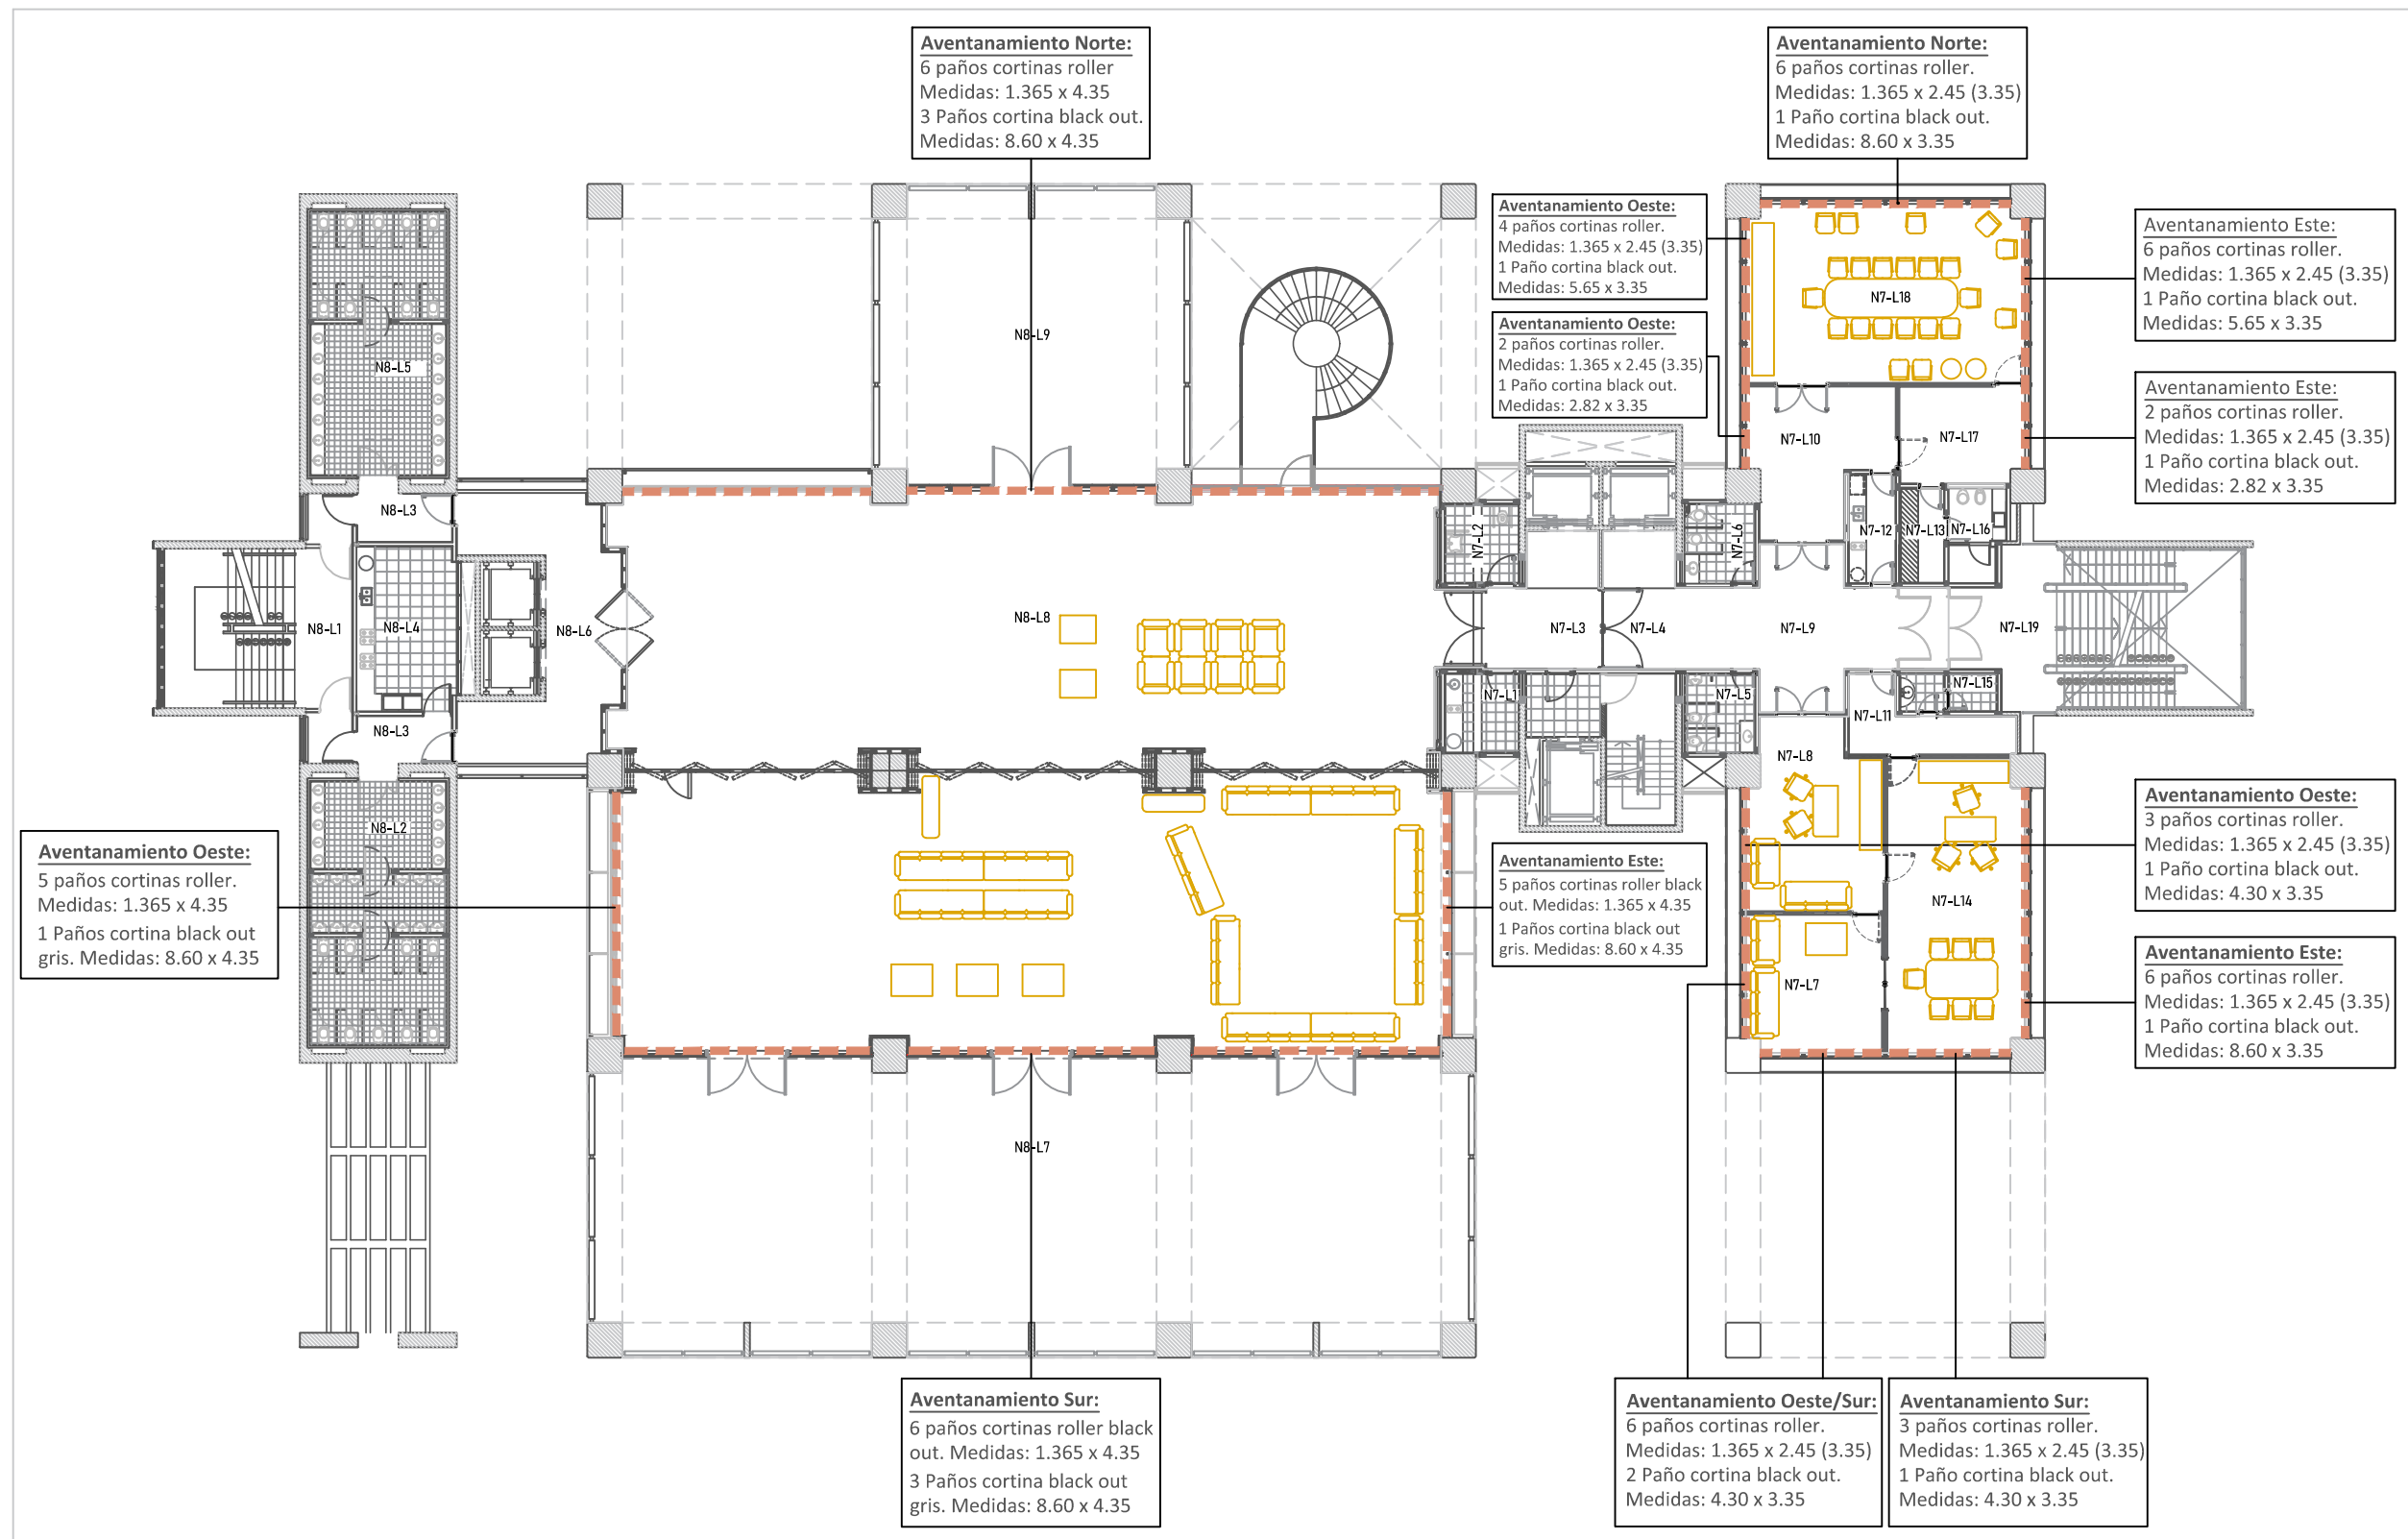 Aventanamiento Norte:
6 paños cortinas roller
Medidas: 1.365 x 4.35
3 Paños cortina black out.
Medidas: 8.60 x 4.35
Aventanamiento Norte:
6 paños cortinas roller.
Medidas: 1.365 x 2.45 (3.35)
1 Paño cortina black out.
Medidas: 8.60 x 3.35
Aventanamiento Oeste:
4 paños cortinas roller.
Medidas: 1.365 x 2.45 (3.35)
1 Paño cortina black out.
Medidas: 5.65 x 3.35
Aventanamiento Este:
6 paños cortinas roller.
Medidas: 1.365 x 2.45 (3.35)
1 Paño cortina black out.
Medidas: 5.65 x 3.35
Aventanamiento Oeste:
2 paños cortinas roller.
Medidas: 1.365 x 2.45 (3.35)
1 Paño cortina black out.
Medidas: 2.82 x 3.35
Aventanamiento Este:
2 paños cortinas roller.
Medidas: 1.365 x 2.45 (3.35)
1 Paño cortina black out.
Medidas: 2.82 x 3.35
N7-L18
N8-L9
N8-L5
N7-L10
N7-L17
N8-L3
N7-L2
N7-L6
N7-12
N7-L13
N7-L16
N8-L1
N8-L4
N8-L6
N8-L8
N7-L3
N7-L4
N7-L9
N7-L19
N7-L1
N7-L5
N7-L15
N8-L3
N7-L11
N7-L8
N8-L2
N7-L14
N7-L7
N8-L7
Aventanamiento Oeste:
5 paños cortinas roller.
Medidas: 1.365 x 4.35
1 Paños cortina black out
gris. Medidas: 8.60 x 4.35
Aventanamiento Este:
5 paños cortinas roller black
out. Medidas: 1.365 x 4.35
1 Paños cortina black out
gris. Medidas: 8.60 x 4.35
Aventanamiento Oeste:
3 paños cortinas roller.
Medidas: 1.365 x 2.45 (3.35)
1 Paño cortina black out.
Medidas: 4.30 x 3.35
Aventanamiento Este:
6 paños cortinas roller.
Medidas: 1.365 x 2.45 (3.35)
1 Paño cortina black out.
Medidas: 8.60 x 3.35
Aventanamiento Sur:
6 paños cortinas roller black
out. Medidas: 1.365 x 4.35
3 Paños cortina black out
gris. Medidas: 8.60 x 4.35
Aventanamiento Oeste/Sur:
6 paños cortinas roller.
Medidas: 1.365 x 2.45 (3.35)
2 Paño cortina black out.
Medidas: 4.30 x 3.35
Aventanamiento Sur:
3 paños cortinas roller.
Medidas: 1.365 x 2.45 (3.35)
1 Paño cortina black out.
Medidas: 4.30 x 3.35